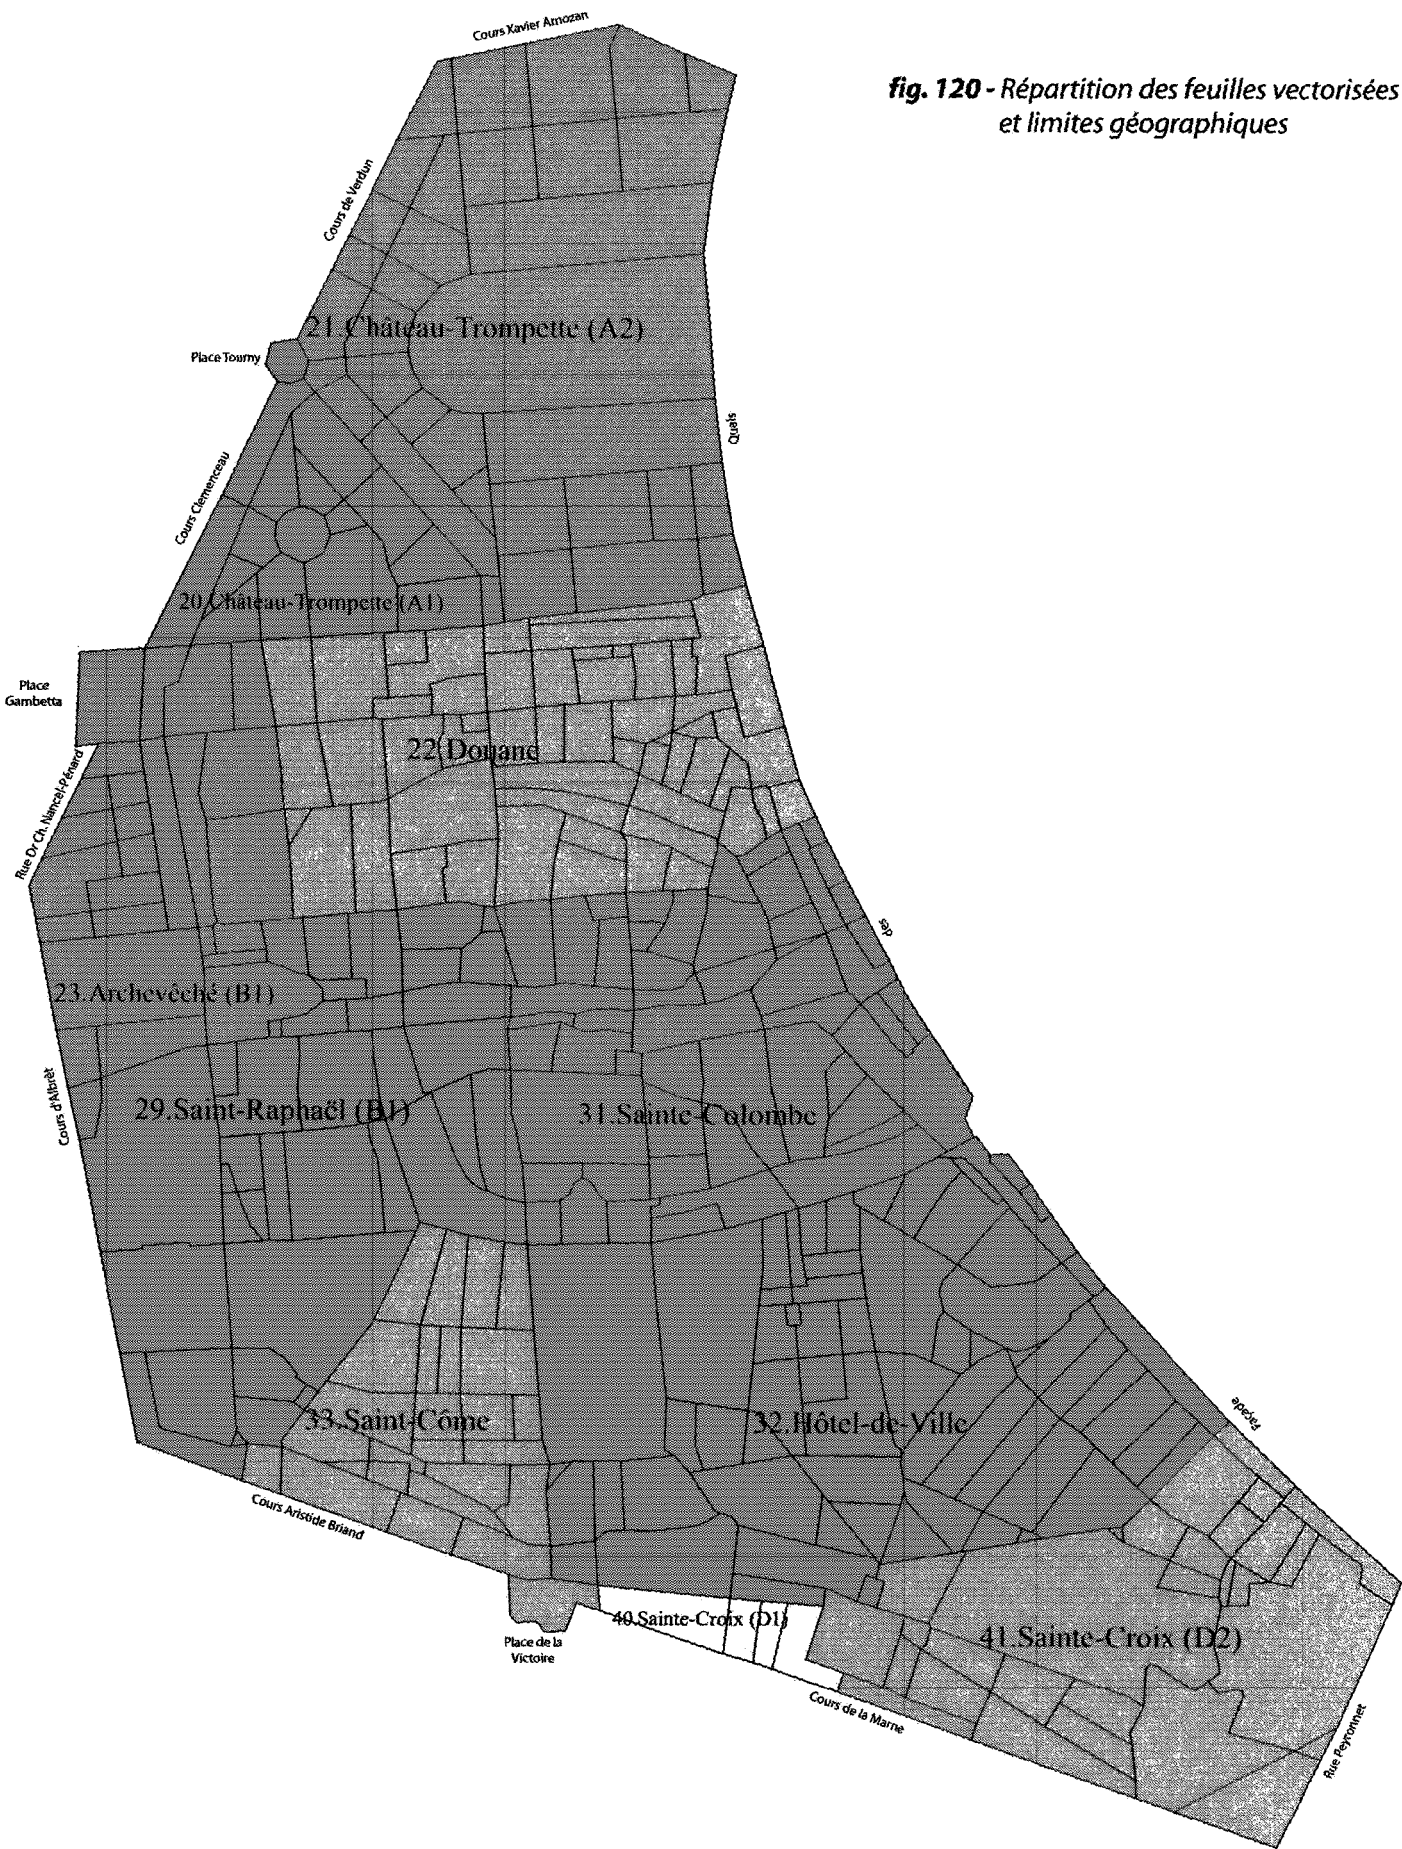 Cours Xavier Arnozan
fig. 120 - Répartition des feuilles vectorisées
et limites géographiques
Cours de Verdun
21.Château-Trompette (A2)
Place Tourny
Quais
Cours Clemenceau
20.Château-Trompette (A1)
Place
Gambetta
22.Douane
Rue Dr Ch. Nancel-Pénard
des
23.Archevêché (B1)
Cours d'Albret
29.Saint-Raphaël (B1)
31.Sainte-Colombe
Façade
33.Saint-Côme
32.Hôtel-de-Ville
Cours Aristide Briand
40.Sainte-Croix (D1)
41.Sainte-Croix (D2)
Place de la
Victoire
Cours de la Marne
Rue Peyronnet